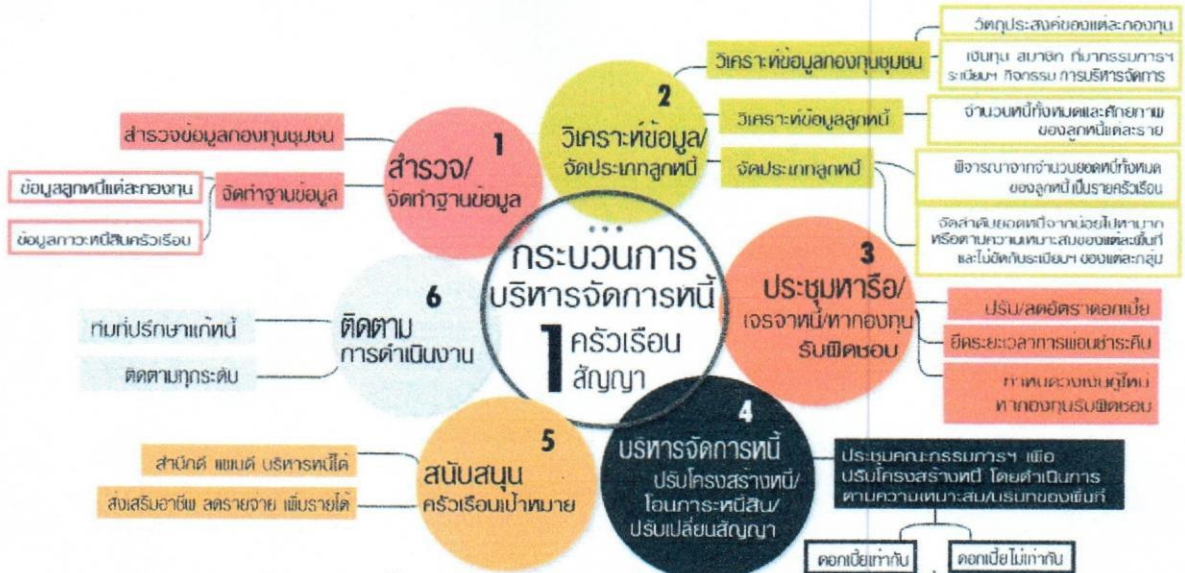 กระบวนการ
บริหารจัดการหนี้
1 ครัวเรือน
สัญญา
1
สำรวจ/
จัดทำฐานข้อมูล
สำรวจข้อมูลกองทุนชุมชน
จัดทำฐานข้อมูล
ข้อมูลลูกหนี้แต่ละกองทุน
ข้อมูลภาวะหนี้สินครัวเรือน
2
วิเคราะห์ข้อมูล/
จัดประเภทลูกหนี้
วิเคราะห์ข้อมูลกองทุนชุมชน
วัตถุประสงค์ของแต่ละกองทุน
เงินทุน สมาชิก ที่มากรรมการฯ
ระเบียบฯ กิจกรรม การบริหารจัดการ
วิเคราะห์ข้อมูลลูกหนี้
จำนวนหนี้ทั้งหมดและศักยภาพ
ของลูกหนี้แต่ละราย
จัดประเภทลูกหนี้
พิจารณาจากจำนวนยอดหนี้ทั้งหมด
ของลูกหนี้ เป็นรายครัวเรือน
จัดลำดับยอดหนี้จากน้อยไปหามาก
หรือตามความเหมาะสมของแต่ละพื้นที่
และไม่ขัดกับระเบียบฯ ของแต่ละกลุ่ม
3
ประชุมหารือ/
เจรจาหนี้/หากองทุน
รับผิดชอบ
ปรับ/ลดอัตราดอกเบี้ย
ยืดระยะเวลาการผ่อนชำระคืน
กำหนดวงเงินกู้ใหม่
หากองทุนรับผิดชอบ
4
บริหารจัดการหนี้
ปรับโครงสร้างหนี้/
โอนภาระหนี้สิน/
ปรับเปลี่ยนสัญญา
ประชุมคณะกรรมการฯ เพื่อ
ปรับโครงสร้างหนี้ โดยดำเนินการ
ตามความเหมาะสม/บริบทของพื้นที่
ดอกเบี้ยเท่ากัน
ดอกเบี้ยไม่เท่ากัน
5
สนับสนุน
ครัวเรือนเป้าหมาย
สำนึกดี แผนดี บริหารหนี้ได้
ส่งเสริมอาชีพ ลดรายจ่าย เพิ่มรายได้
6
ติดตาม
การดำเนินงาน
ทีมที่ปรึกษาแก้หนี้
ติดตามทุกระดับ